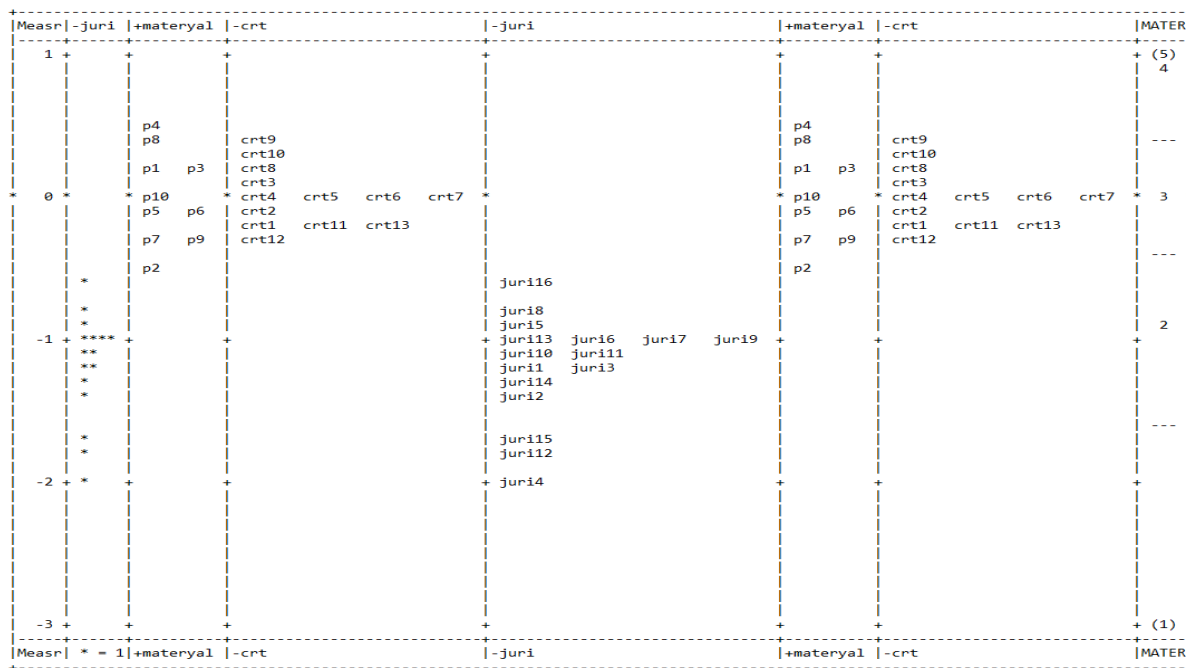 |Measr|-juri |+materyal |-crt |-juri |+materyal |-crt |MATER
1 + + + + + + + (5)
4
p4 p4
p8 crt9 p8 crt9 ---
crt10 crt10
p1 p3 crt8 p1 p3 crt8
crt3 crt3
* 0 * * p10 * crt4 crt5 crt6 crt7 * * p10 * crt4 crt5 crt6 crt7 * 3
p5 p6 crt2 p5 p6 crt2
crt1 crt11 crt13 crt1 crt11 crt13
p7 p9 crt12 p7 p9 crt12
---
p2 p2
* juri16
* juri8
* juri5 2
-1 + **** + + + juri13 juri6 juri7 juri9 + + +
** juri10 juri11
** juri1 juri3
* juri14
* juri2
---
* juri15
* juri12
-2 + * + + + juri4 + + +
-3 + + + + + + + (1)
|Measr| * = 1|+materyal |-crt |-juri |+materyal |-crt |MATER